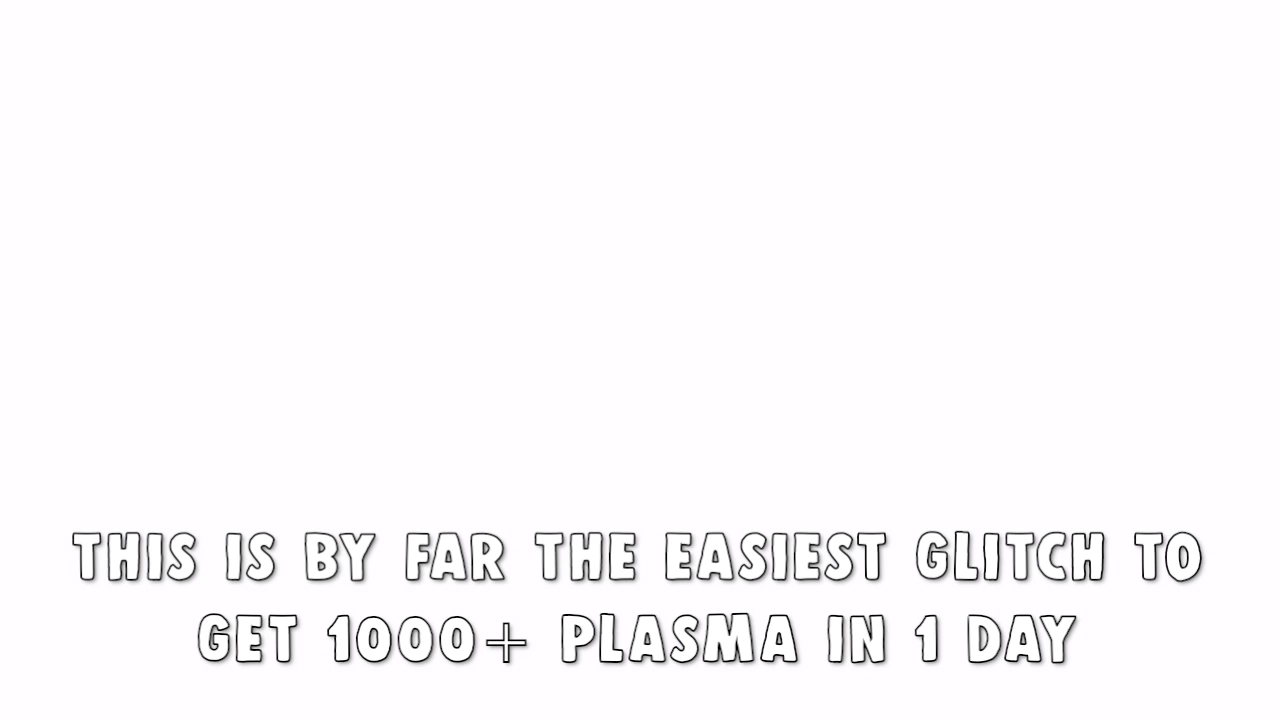 THIS IS BY FAR THE EASIEST GLITCH TO
GET 1000+ PLASMA IN 1 DAY